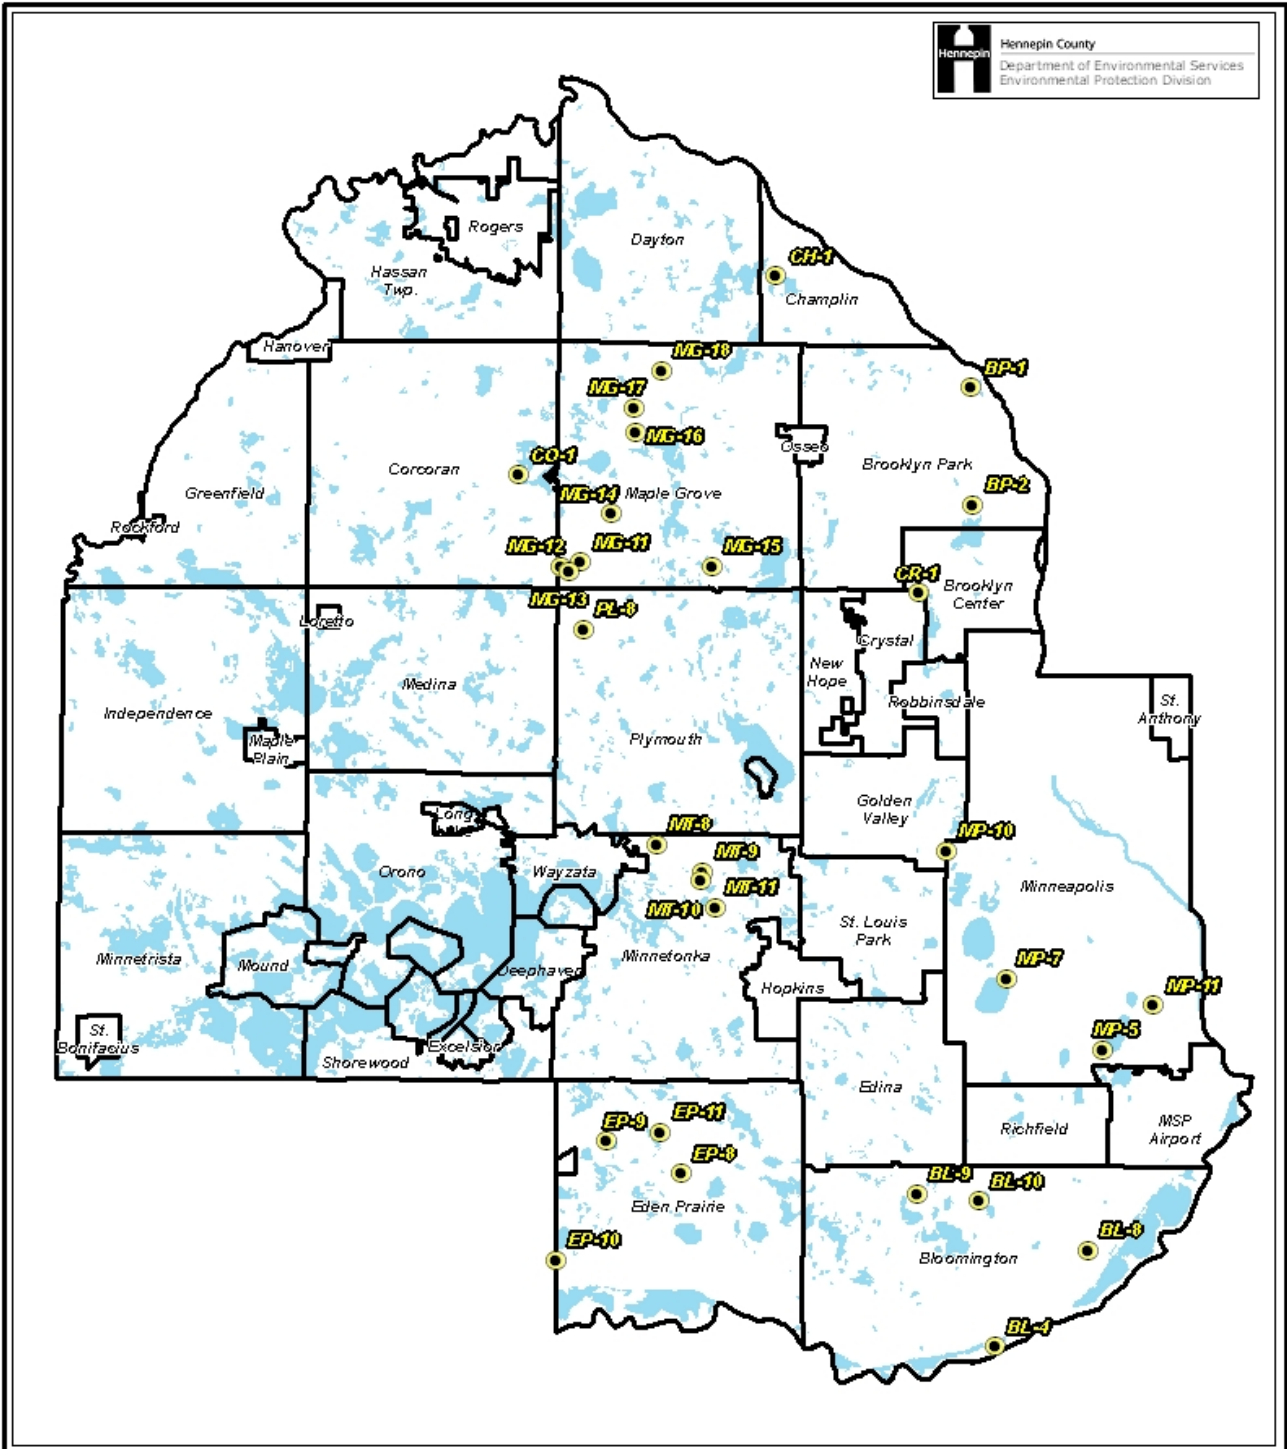 Hennepin
Hennepin County
Department of Environmental Services
Environmental Protection Division
Rogers
Dayton
CH-1
Hassan
Twp.
Champlin
Hanover
MG-18
BP-1
MG-17
MG-16
Osseo
CO-1
Corcoran
Brooklyn Park
Greenfield
MG-14
Maple Grove
BP-2
Rockford
MG-12
MG-11
MG-15
CR-1
Brooklyn
Center
MG-13
PL-8
Loretto
Crystal
New
Hope
Medina
Robbinsdale
St.
Anthony
Independence
Maple
Plain
Plymouth
Golden
Valley
Long
MT-8
MP-10
MT-9
Orono
Wayzata
MT-11
Minneapolis
MT-10
St. Louis
Park
Minnetrista
Mound
Deephaven
Minnetonka
MP-7
Hopkins
MP-11
St.
Bonifacius
MP-5
Excelsior
Shorewood
Edina
EP-9
EP-11
Richfield
MSP
Airport
EP-8
BL-9
BL-10
Eden Prairie
EP-10
BL-8
Bloomington
BL-4